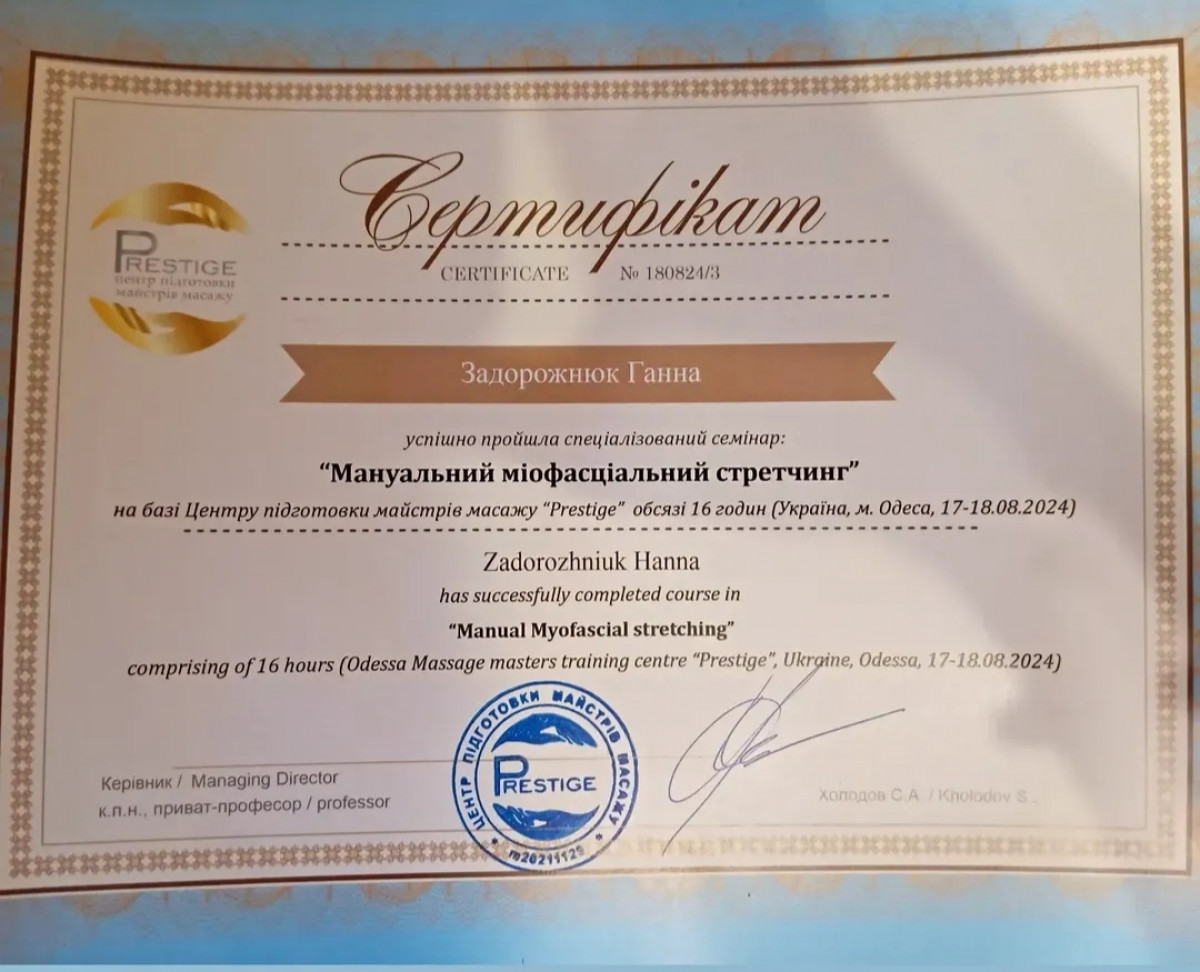 Сертифікат
CERTIFICATE № 180824/3
PRESTIGE
центр підготовки
майстрів масажу
Задорожнюк Ганна
успішно пройшла спеціалізований семінар:
“Мануальний міофасціальний стретчинг”
на базі Центру підготовки майстрів масажу “Prestige” обсязі 16 годин (Україна, м. Одеса, 17-18.08.2024)
Zadorozhniuk Hanna
has successfully completed course in
“Manual Myofascial stretching”
comprising of 16 hours (Odessa Massage masters training centre “Prestige”, Ukraine, Odessa, 17-18.08.2024)
Керівник / Managing Director
к.п.н., приват-професор / professor
ЦЕНТР ПІДГОТОВКИ МАЙСТРІВ МАСАЖУ
PRESTIGE
Холодов С.А. / Kholodov S.